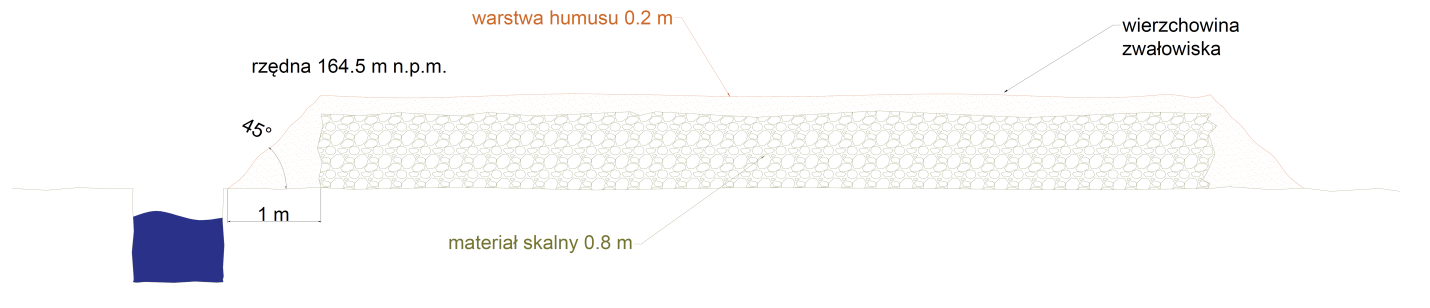 warstwa humusu 0.2 m
wierzchowina
zwałowiska
rzędna 164.5 m n.p.m.
45°
1 m
materiał skalny 0.8 m